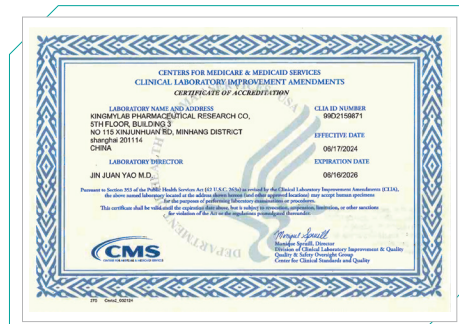 CENTERS FOR MEDICARE & MEDICAID SERVICES
CLINICAL LABORATORY IMPROVEMENT AMENDMENTS
CERTIFICATE OF ACCREDITATION
LABORATORY NAME AND ADDRESS
KINGMYLAB PHARMACEUTICAL RESEARCH CO,
5TH FLOOR, BUILDING 3
NO 115 XINJUNHUAN RD, MINHANG DISTRICT
shanghai 201114
CHINA
CLIA ID NUMBER
99D2159871
EFFECTIVE DATE
06/17/2024
LABORATORY DIRECTOR
JIN JUAN YAO M.D.
EXPIRATION DATE
06/16/2026
Pursuant to Section 353 of the Public Health Services Act (42 U.S.C. 263a) as revised by the Clinical Laboratory Improvement Amendments (CLIA),
the above named laboratory located at the address shown hereon (and other approved locations) may accept human specimens
for the purposes of performing laboratory examinations or procedures.
This certificate shall be valid until the expiration date above, but is subject to revocation, suspension, limitation, or other sanctions
for violation of the Act or the regulations promulgated thereunder.
CMS
CENTERS FOR MEDICARE & MEDICAID SERVICES
Monique Spruill, Director
Division of Clinical Laboratory Improvement & Quality
Quality & Safety Oversight Group
Center for Clinical Standards and Quality